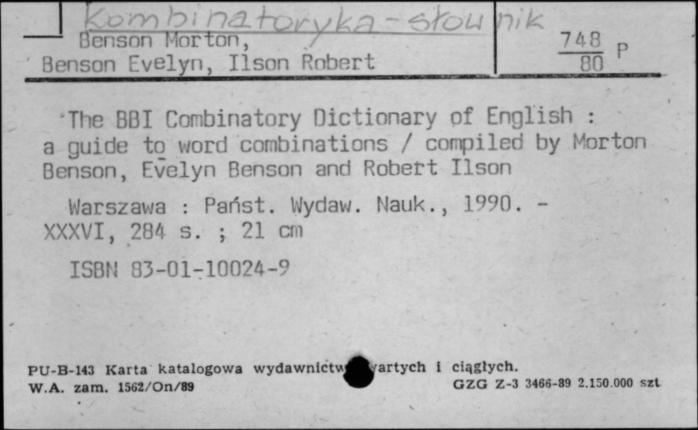 Kombinatoryka - słownik
Benson Morton,
Benson Evelyn, Ilson Robert
748
80 P
The BBI Combinatory Dictionary of English :
a guide to word combinations / compiled by Morton
Benson, Evelyn Benson and Robert Ilson
Warszawa : Państ. Wydaw. Nauk., 1990. -
XXXVI, 284 s. ; 21 cm
ISBN 83-01-10024-9
PU-B-143 Karta katalogowa wydawnictw wartych i ciągłych.
W.A. zam. 1562/On/89
GZG Z-3 3466-89 2.150.000 szt